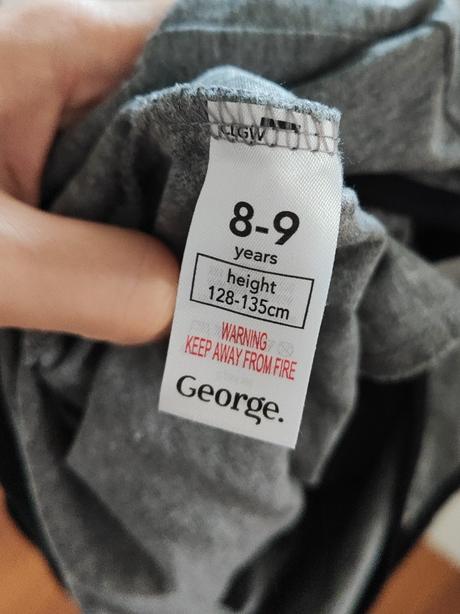 8-9
years
height
128-135cm
WARNING
KEEP AWAY FROM FIRE
George.